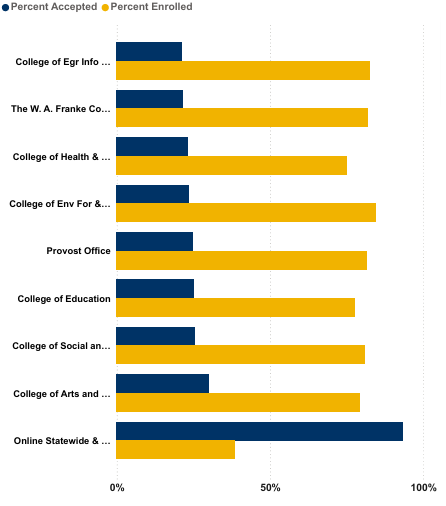 Percent Accepted Percent Enrolled
College of Egr Info ...
The W. A. Franke Co...
College of Health & ...
College of Env For &...
Provost Office
College of Education
College of Social an...
College of Arts and ...
Online Statewide & ...
0% 50% 100%